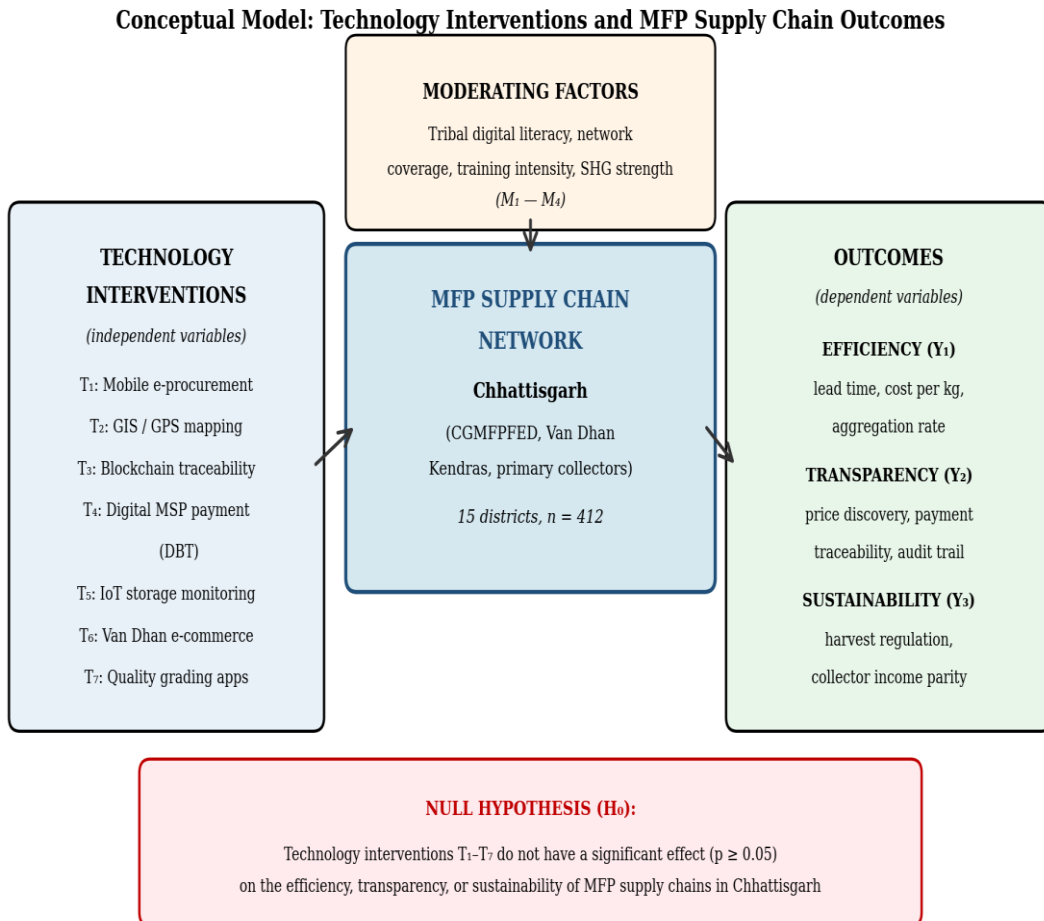 Conceptual Model: Technology Interventions and MFP Supply Chain Outcomes
MODERATING FACTORS
Tribal digital literacy, network
coverage, training intensity, SHG strength
(M₁ — M₄)
TECHNOLOGY
INTERVENTIONS
(independent variables)
T₁: Mobile e-procurement
T₂: GIS / GPS mapping
T₃: Blockchain traceability
T₄: Digital MSP payment
(DBT)
T₅: IoT storage monitoring
T₆: Van Dhan e-commerce
T₇: Quality grading apps
MFP SUPPLY CHAIN
NETWORK
Chhattisgarh
(CGMFPFED, Van Dhan
Kendras, primary collectors)
15 districts, n = 412
OUTCOMES
(dependent variables)
EFFICIENCY (Y₁)
lead time, cost per kg,
aggregation rate
TRANSPARENCY (Y₂)
price discovery, payment
traceability, audit trail
SUSTAINABILITY (Y₃)
harvest regulation,
collector income parity
NULL HYPOTHESIS (H₀):
Technology interventions T₁–T₇ do not have a significant effect (p ≥ 0.05)
on the efficiency, transparency, or sustainability of MFP supply chains in Chhattisgarh